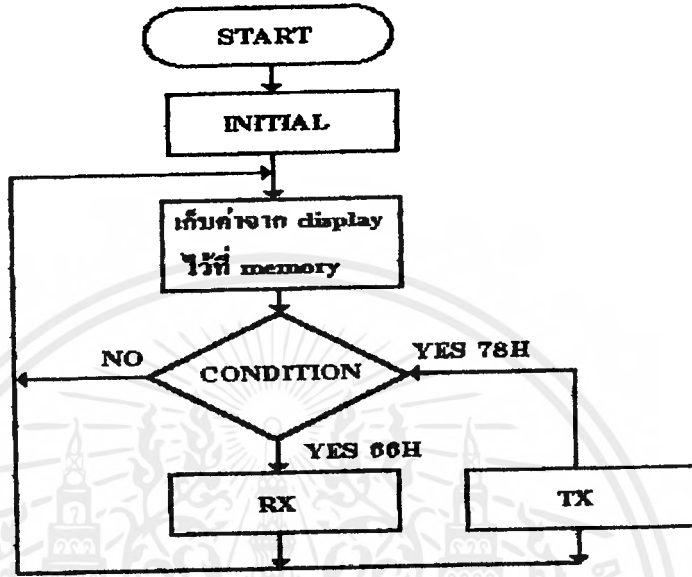 START
INITIAL
เก็บค่าจาก display
ไว้ที่ memory
NO
CONDITION
YES 78H
YES 66H
RX
TX